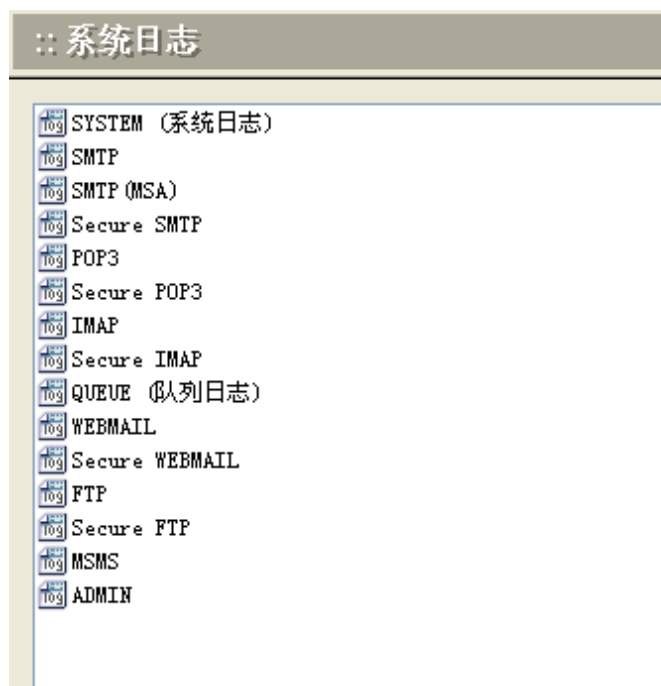 :: 系统日志
SYSTEM (系统日志)
SMTP
SMTP(MSA)
Secure SMTP
POP3
Secure POP3
IMAP
Secure IMAP
QUEUE (队列日志)
WEBMAIL
Secure WEBMAIL
FTP
Secure FTP
MSMS
ADMIN